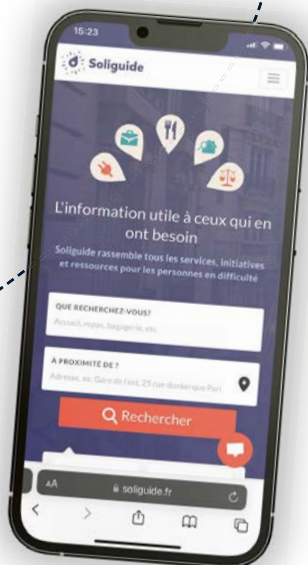 15:23
Soliguide
L'information utile à ceux qui en
ont besoin
Soliguide rassemble tous les services, initiatives
et ressources pour les personnes en difficulté
QUE RECHERCHEZ-VOUS?
Accueil, repas, bagagerie, etc.
À PROXIMITÉ DE ?
Adresse, ex. Gare de l'est, 25 rue dunkerque Pari
Rechercher
AA
soliguide.fr